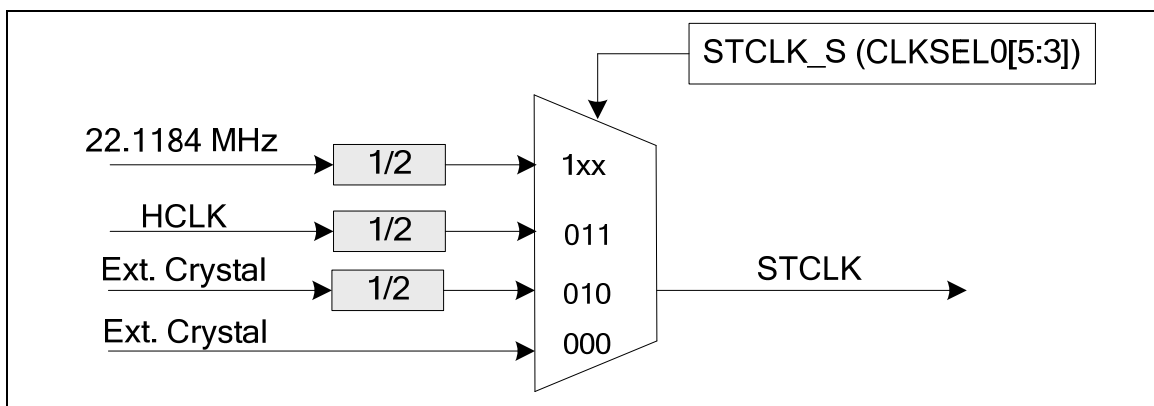 STCLK_S (CLKSEL0[5:3])
22.1184 MHz
1/2
1xx
HCLK
1/2
011
Ext. Crystal
1/2
010
STCLK
Ext. Crystal
000